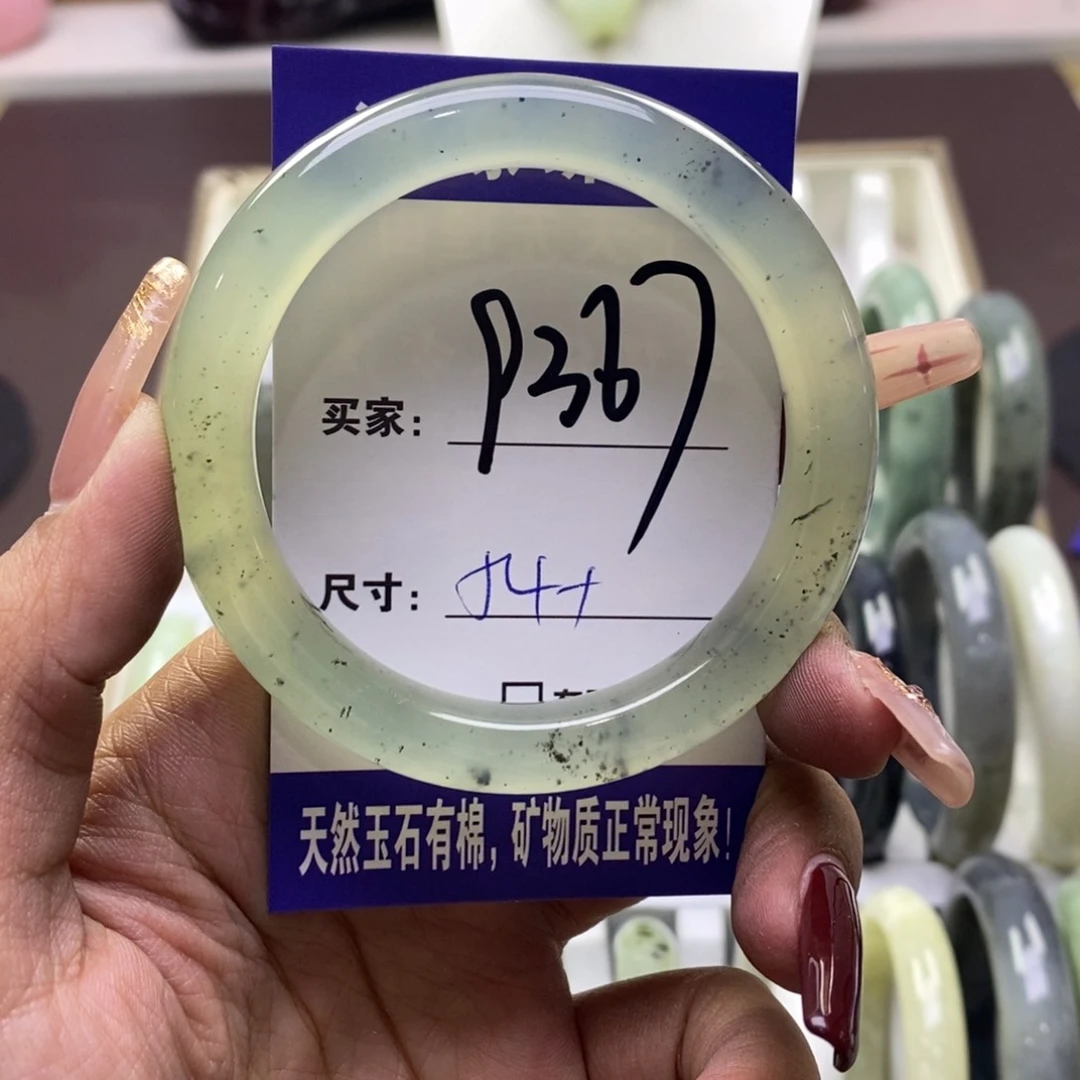 买家: P367
尺寸: 54+
天然玉石有棉,矿物质正常现象!